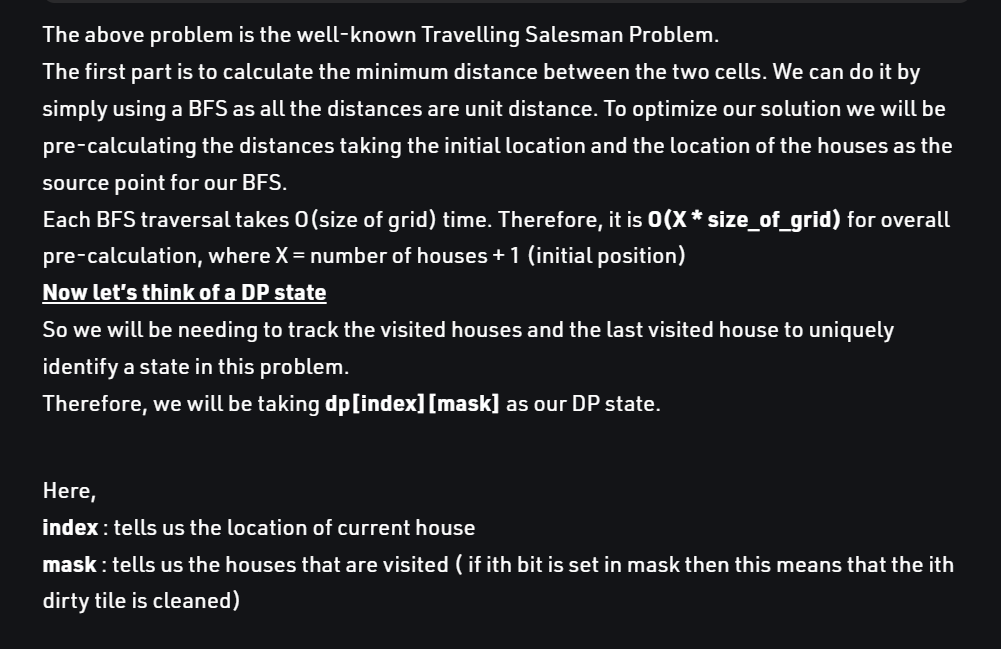 The above problem is the well-known Travelling Salesman Problem.
The first part is to calculate the minimum distance between the two cells. We can do it by
simply using a BFS as all the distances are unit distance. To optimize our solution we will be
pre-calculating the distances taking the initial location and the location of the houses as the
source point for our BFS.
Each BFS traversal takes O(size of grid) time. Therefore, it is O(X * size_of_grid) for overall
pre-calculation, where X = number of houses + 1 (initial position)
Now let's think of a DP state
So we will be needing to track the visited houses and the last visited house to uniquely
identify a state in this problem.
Therefore, we will be taking dp[index][mask] as our DP state.
Here,
index : tells us the location of current house
mask : tells us the houses that are visited ( if ith bit is set in mask then this means that the ith
dirty tile is cleaned)